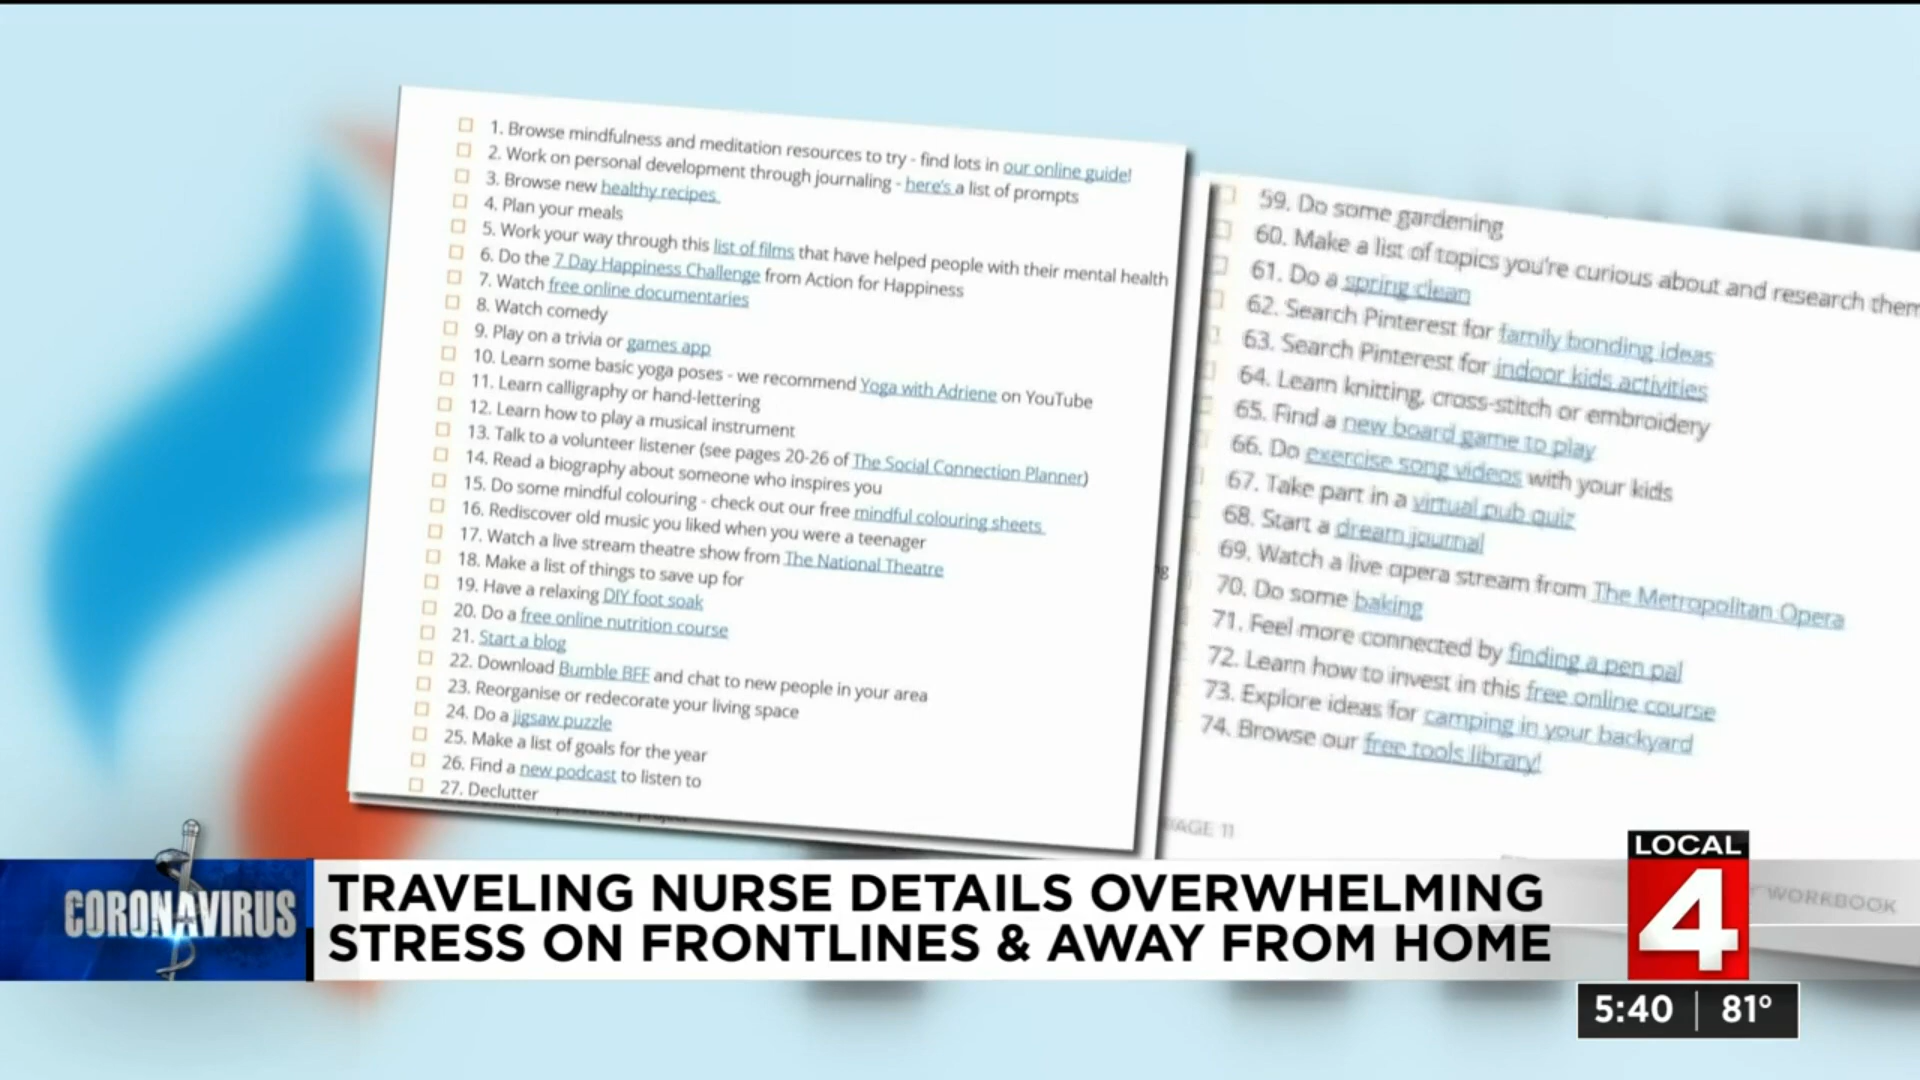 1. Browse mindfulness and meditation resources to try - find lots in our online guide!
2. Work on personal development through journaling - here's a list of prompts
3. Browse new healthy recipes
4. Plan your meals
5. Work your way through this list of films that have helped people with their mental health
6. Do the 7 Day Happiness Challenge from Action for Happiness
7. Watch free online documentaries
8. Watch comedy
9. Play on a trivia or games app
10. Learn some basic yoga poses - we recommend Yoga with Adriene on YouTube
11. Learn calligraphy or hand-lettering
12. Learn how to play a musical instrument
13. Talk to a volunteer listener (see pages 20-26 of The Social Connection Planner)
14. Read a biography about someone who inspires you
15. Do some mindful colouring - check out our free mindful colouring sheets
16. Rediscover old music you liked when you were a teenager
17. Watch a live stream theatre show from The National Theatre
18. Make a list of things to save up for
19. Have a relaxing DIY foot soak
20. Do a free online nutrition course
21. Start a blog
22. Download Bumble BFF and chat to new people in your area
23. Reorganise or redecorate your living space
24. Do a jigsaw puzzle
25. Make a list of goals for the year
26. Find a new podcast to listen to
27. Declutter
59. Do some gardening
60. Make a list of topics you're curious about and research them
61. Do a spring clean
62. Search Pinterest for family bonding ideas
63. Search Pinterest for indoor kids activities
64. Learn knitting, cross-stitch or embroidery
65. Find a new board game to play
66. Do exercise song videos with your kids
67. Take part in a virtual pub quiz
68. Start a dream journal
69. Watch a live opera stream from The Metropolitan Opera
70. Do some baking
71. Feel more connected by finding a pen pal
72. Learn how to invest in this free online course
73. Explore ideas for camping in your backyard
74. Browse our free tools library!
PAGE 11
WORKBOOK
CORONAVIRUS
TRAVELING NURSE DETAILS OVERWHELMING
STRESS ON FRONTLINES & AWAY FROM HOME
LOCAL
4
5:40 81°